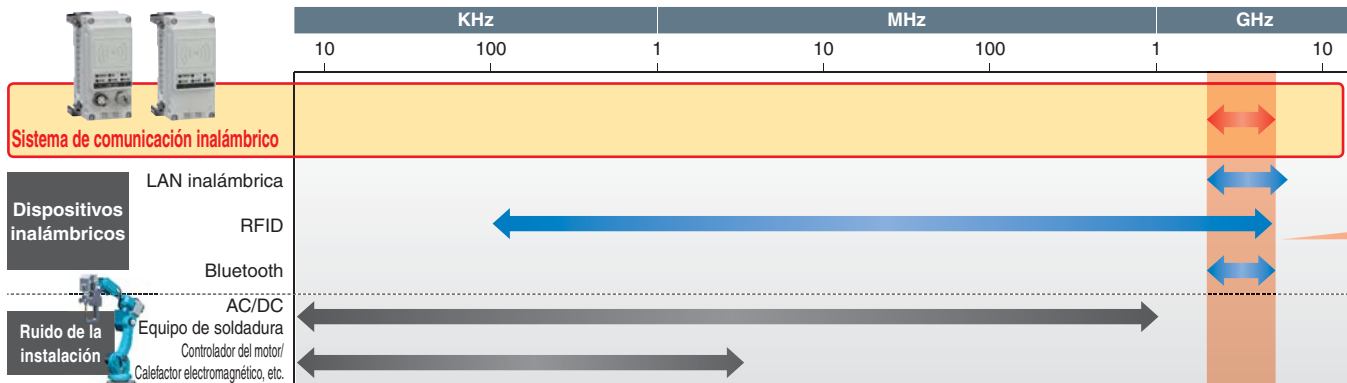 KHz MHz GHz
10 100 1 10 100 1 10
Sistema de comunicación inalámbrico
Dispositivos
inalámbricos
LAN inalámbrica
RFID
Bluetooth
Ruido de la
instalación
AC/DC
Equipo de soldadura
Controlador del motor/
Calefactor electromagnético, etc.